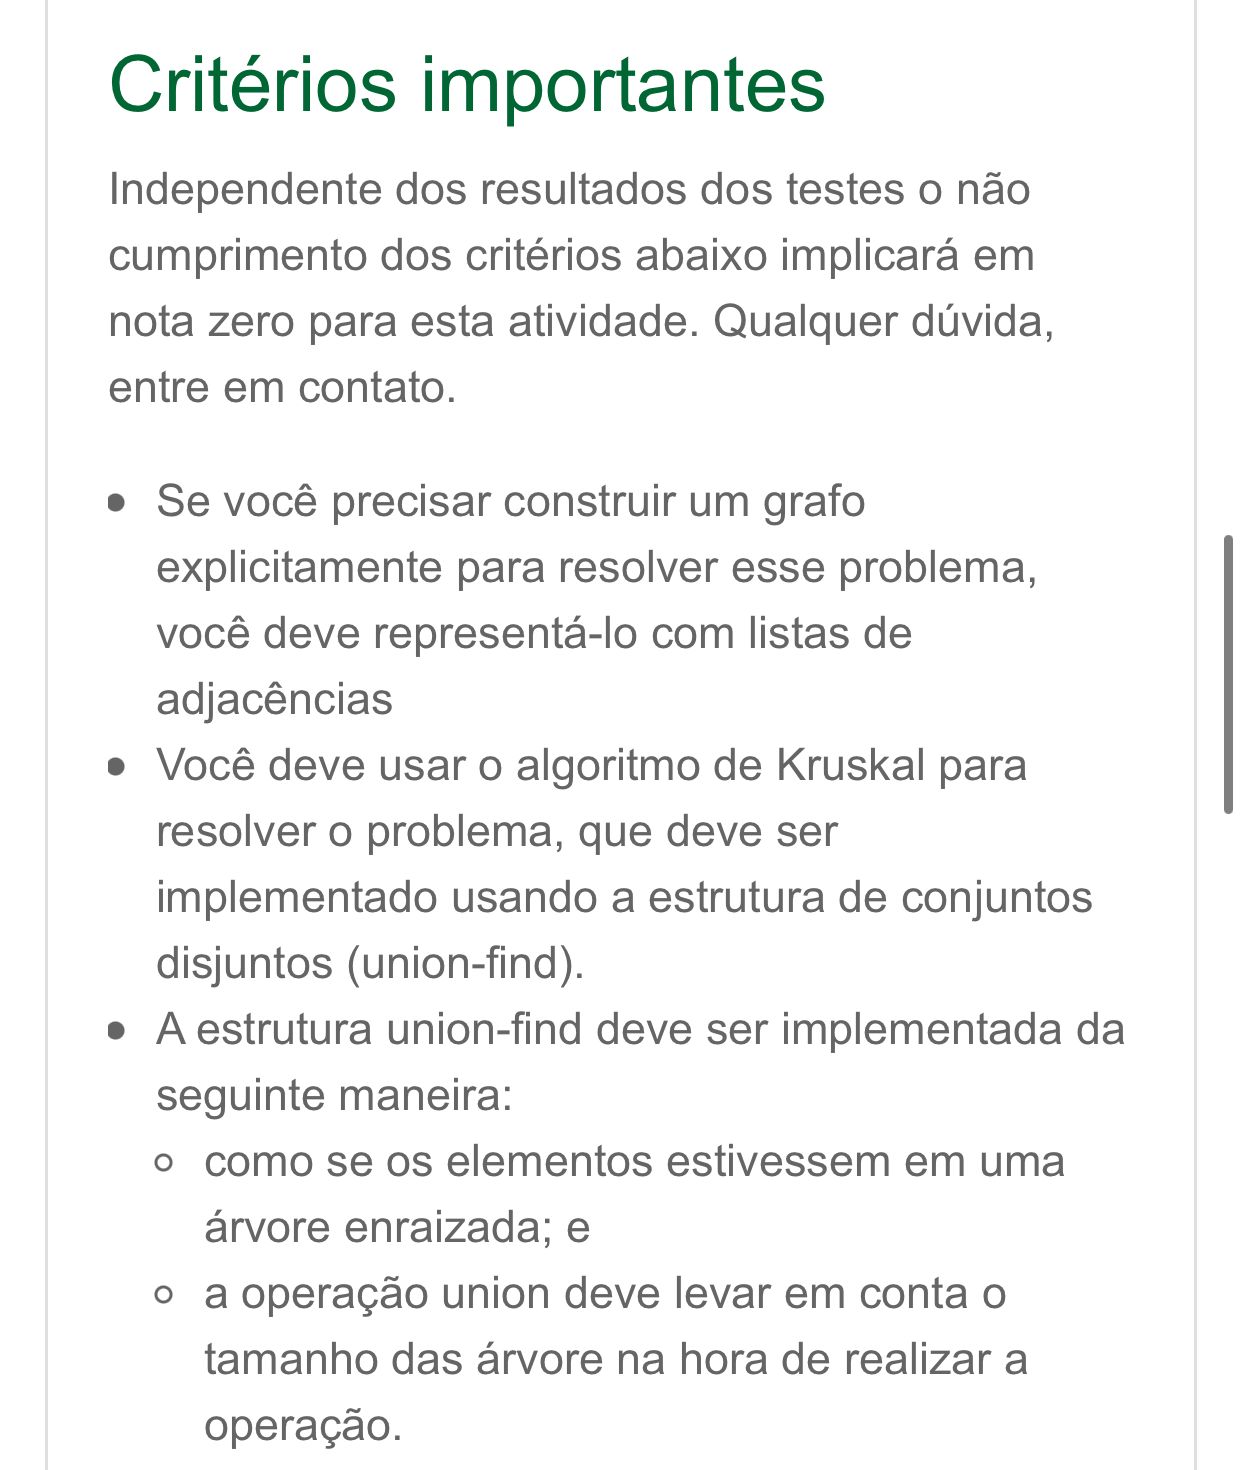 Critérios importantes
Independente dos resultados dos testes o não
cumprimento dos critérios abaixo implicará em
nota zero para esta atividade. Qualquer dúvida,
entre em contato.
• Se você precisar construir um grafo
explicitamente para resolver esse problema,
você deve representá-lo com listas de
adjacências
• Você deve usar o algoritmo de Kruskal para
resolver o problema, que deve ser
implementado usando a estrutura de conjuntos
disjuntos (union-find).
• A estrutura union-find deve ser implementada da
seguinte maneira:
◦ como se os elementos estivessem em uma
árvore enraizada; e
◦ a operação union deve levar em conta o
tamanho das árvore na hora de realizar a
operação.